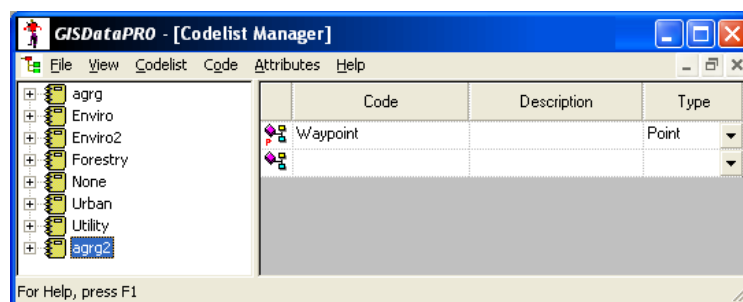 GISDataPRO - [Codelist Manager]
File View Codelist Code Attributes Help
agrg
Enviro
Enviro2
Forestry
None
Urban
Utility
agrg2
Code Description Type
P Waypoint Point
For Help, press F1